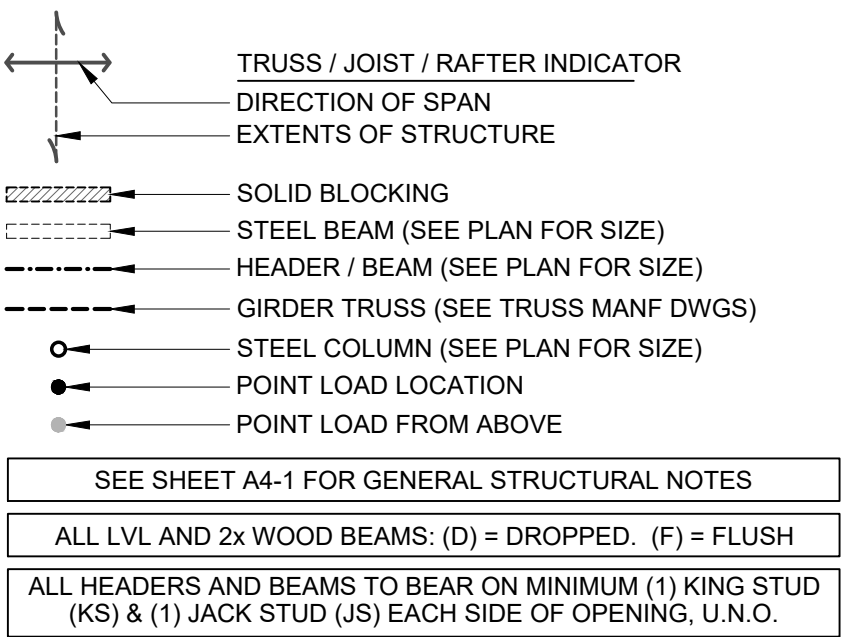 TRUSS / JOIST / RAFTER INDICATOR
DIRECTION OF SPAN
EXTENTS OF STRUCTURE
SOLID BLOCKING
STEEL BEAM (SEE PLAN FOR SIZE)
HEADER / BEAM (SEE PLAN FOR SIZE)
GIRDER TRUSS (SEE TRUSS MANF DWGS)
STEEL COLUMN (SEE PLAN FOR SIZE)
POINT LOAD LOCATION
POINT LOAD FROM ABOVE
SEE SHEET A4-1 FOR GENERAL STRUCTURAL NOTES
ALL LVL AND 2x WOOD BEAMS: (D) = DROPPED. (F) = FLUSH
ALL HEADERS AND BEAMS TO BEAR ON MINIMUM (1) KING STUD
(KS) & (1) JACK STUD (JS) EACH SIDE OF OPENING, U.N.O.